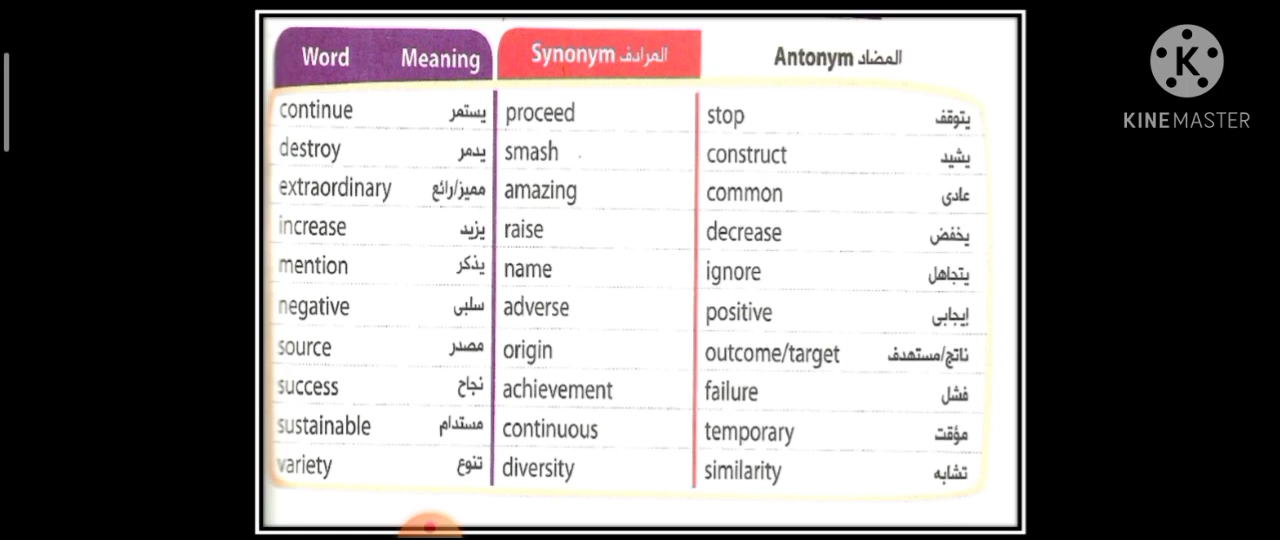 Word Meaning Synonym المرادف Antonym المضاد
continue يستمر proceed stop يتوقف
destroy يدمر smash construct يشيد
extraordinary مميز/رائع amazing common عادى
increase يزيد raise decrease يخفض
mention يذكر name ignore يتجاهل
negative سلبى adverse positive إيجابى
source مصدر origin outcome/target ناتج/مستهدف
success نجاح achievement failure فشل
sustainable مستدام continuous temporary مؤقت
variety تنوع diversity similarity تشابه
K
KINEMASTER